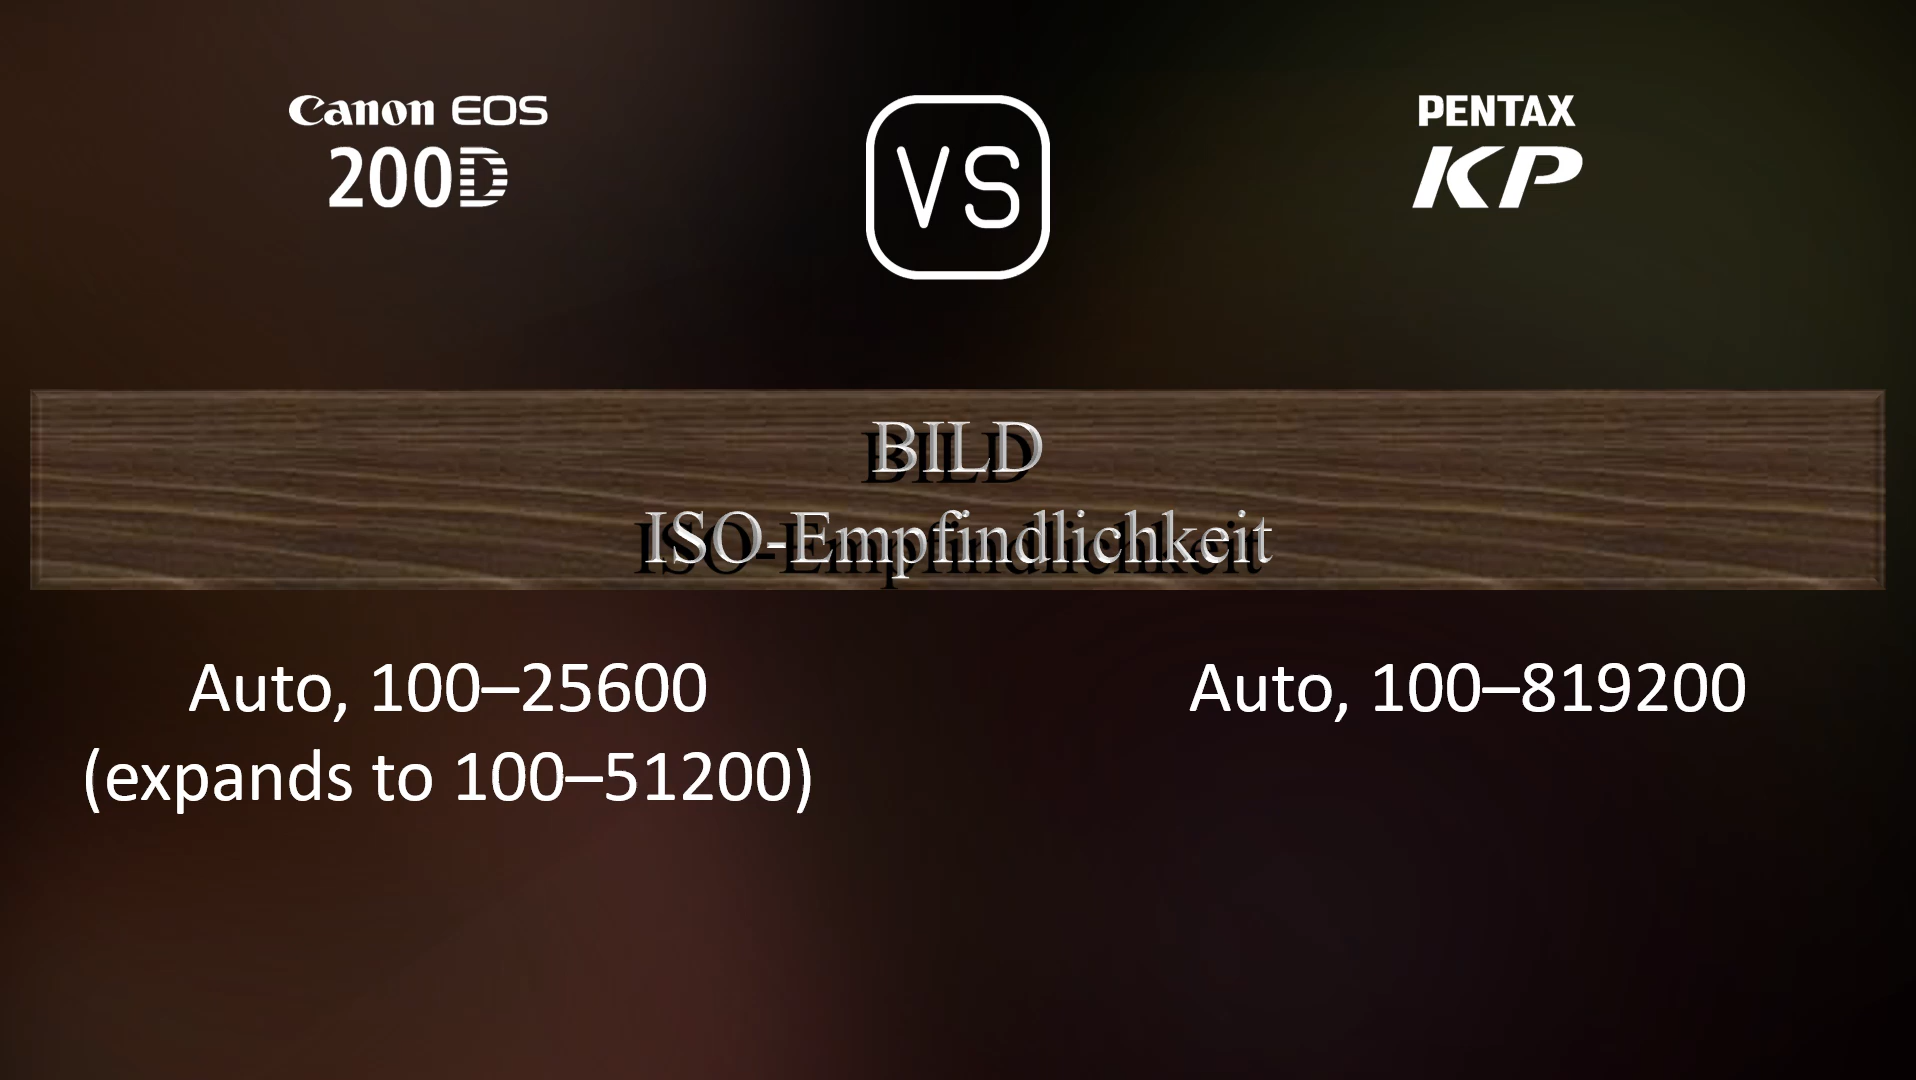 Canon EOS
200D
VS
PENTAX
KP
BILD
ISO-Empfindlichkeit
Auto, 100–25600
(expands to 100–51200)
Auto, 100–819200